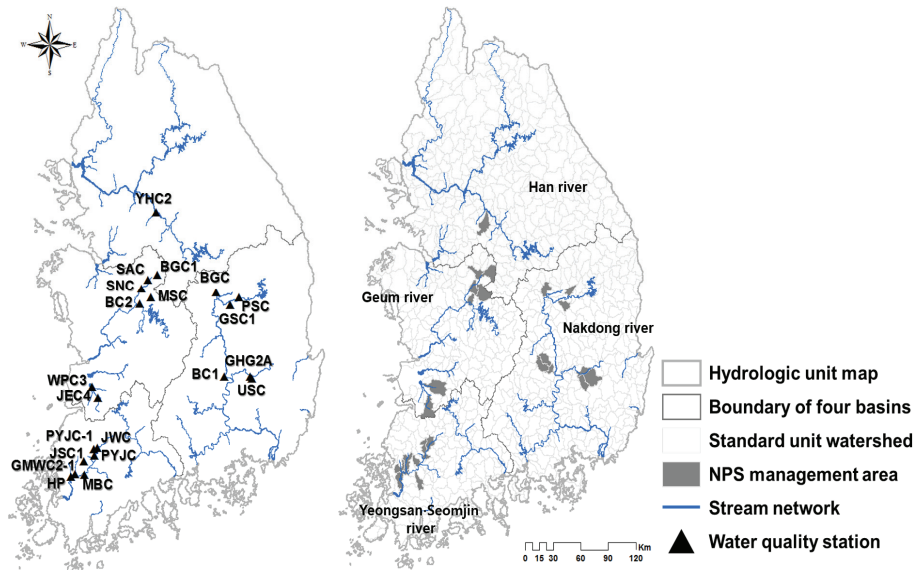 N
W E
S
YHC2
SAC BGC1
SNC
BC2 MSC
BGC
PSC
GSC1
GHG2A
BC1
USC
WPC3
JEC4
PYJC-1 JWC
JSC1 PYJC
GMWC2-1
HP MBC
Han river
Geum river
Nakdong river
Yeongsan-Seomjin
river
Hydrologic unit map
Boundary of four basins
Standard unit watershed
NPS management area
Stream network
Water quality station
Km
0 15 30 60 90 120